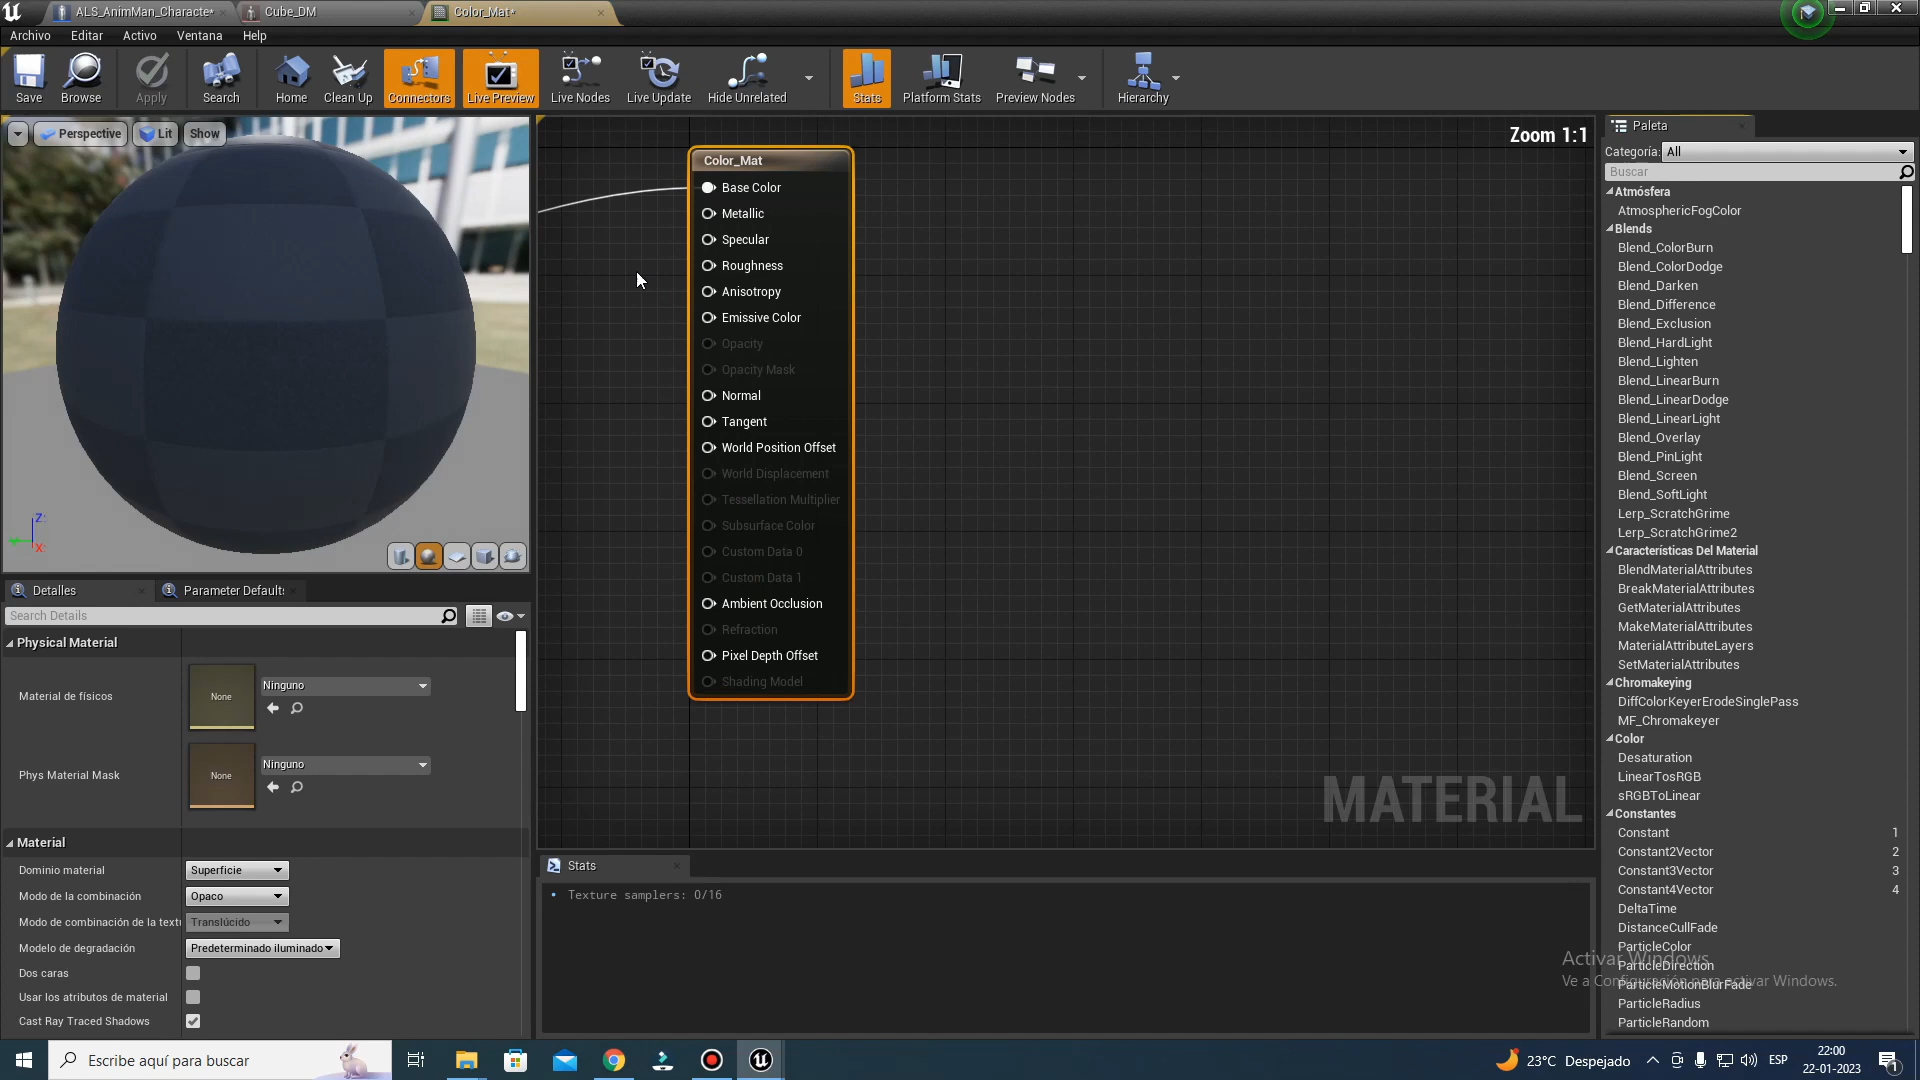 ALS_AnimMan_Characte*
Cube_DM
Color_Mat*
Archivo
Editar
Activo
Ventana
Help
Save
Browse
Apply
Search
Home
Clean Up
Connectors
Live Preview
Live Nodes
Live Update
Hide Unrelated
Stats
Platform Stats
Preview Nodes
Hierarchy
Perspective
Lit
Show
Z:
X:
Zoom 1:1
Color_Mat
Base Color
Metallic
Specular
Roughness
Anisotropy
Emissive Color
Opacity
Opacity Mask
Normal
Tangent
World Position Offset
World Displacement
Tessellation Multiplier
Subsurface Color
Custom Data 0
Custom Data 1
Ambient Occlusion
Refraction
Pixel Depth Offset
Shading Model
MATERIAL
Detalles
Parameter Default
Search Details
Physical Material
Material de físicos
None
Ninguno
Phys Material Mask
None
Ninguno
Material
Dominio material
Superficie
Modo de la combinación
Opaco
Modo de combinación de la text
Translúcido
Modelo de degradación
Predeterminado iluminado
Dos caras
Usar los atributos de material
Cast Ray Traced Shadows
Stats
Texture samplers: 0/16
Paleta
Categoría: All
Buscar
Atmósfera
AtmosphericFogColor
Blends
Blend_ColorBurn
Blend_ColorDodge
Blend_Darken
Blend_Difference
Blend_Exclusion
Blend_HardLight
Blend_Lighten
Blend_LinearBurn
Blend_LinearDodge
Blend_LinearLight
Blend_Overlay
Blend_PinLight
Blend_Screen
Blend_SoftLight
Lerp_ScratchGrime
Lerp_ScratchGrime2
Características Del Material
BlendMaterialAttributes
BreakMaterialAttributes
GetMaterialAttributes
MakeMaterialAttributes
MaterialAttributeLayers
SetMaterialAttributes
Chromakeying
DiffColorKeyerErodeSinglePass
MF_Chromakeyer
Color
Desaturation
LinearTosRGB
sRGBToLinear
Constantes
Constant 1
Constant2Vector 2
Constant3Vector 3
Constant4Vector 4
DeltaTime
DistanceCullFade
ParticleColor
ParticleDirection
ParticleMotionBlurFade
ParticleRadius
ParticleRandom
Activar Windows
Ve a Configuración para activar Windows.
Escribe aquí para buscar
23°C Despejado
ESP
22:00
22-01-2023
1